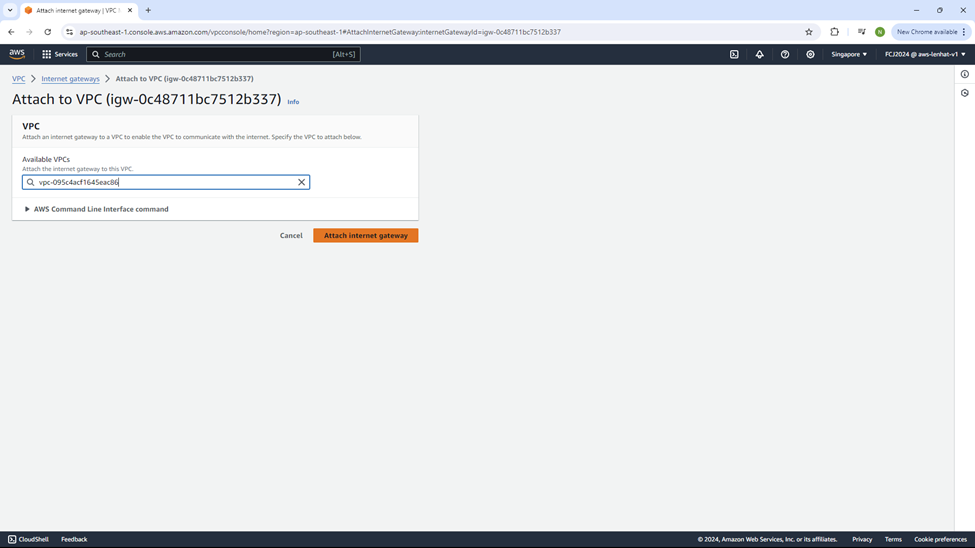 Attach internet gateway | VPC M
ap-southeast-1.console.aws.amazon.com/vpcconsole/home?region=ap-southeast-1#AttachInternetGateway:internetGatewayId=igw-0c48711bc7512b337
N
New Chrome available
aws
Services
Search
[Alt+S]
Singapore
FCJ2024 @ aws-lenhat-v1
VPC
Internet gateways
Attach to VPC (igw-0c48711bc7512b337)
Attach to VPC (igw-0c48711bc7512b337) Info
VPC
Attach an internet gateway to a VPC to enable the VPC to communicate with the internet. Specify the VPC to attach below.
Available VPCs
Attach the internet gateway to this VPC.
vpc-095c4acf1645eac86
AWS Command Line Interface command
Cancel
Attach internet gateway
CloudShell
Feedback
© 2024, Amazon Web Services, Inc. or its affiliates.
Privacy
Terms
Cookie preferences